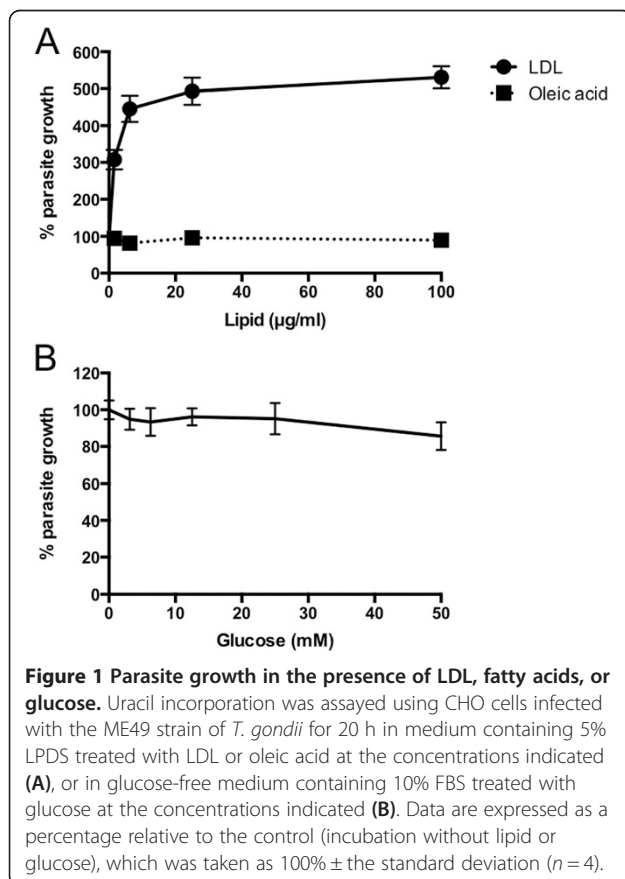 A
600
500
400
300
200
100
0
% parasite growth
0 20 40 60 80 100
Lipid (µg/ml)
LDL
Oleic acid
B
120
100
80
60
40
20
0
% parasite growth
0 10 20 30 40 50
Glucose (mM)
Figure 1 Parasite growth in the presence of LDL, fatty acids, or
glucose. Uracil incorporation was assayed using CHO cells infected
with the ME49 strain of T. gondii for 20 h in medium containing 5%
LPDS treated with LDL or oleic acid at the concentrations indicated
(A), or in glucose-free medium containing 10% FBS treated with
glucose at the concentrations indicated (B). Data are expressed as a
percentage relative to the control (incubation without lipid or
glucose), which was taken as 100% ± the standard deviation (n = 4).